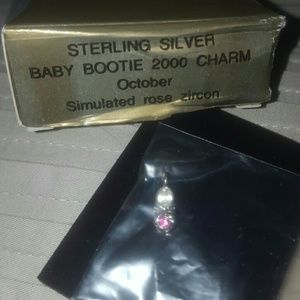 STERLING SILVER
BABY BOOTIE 2000 CHARM
October
Simulated rose zircon